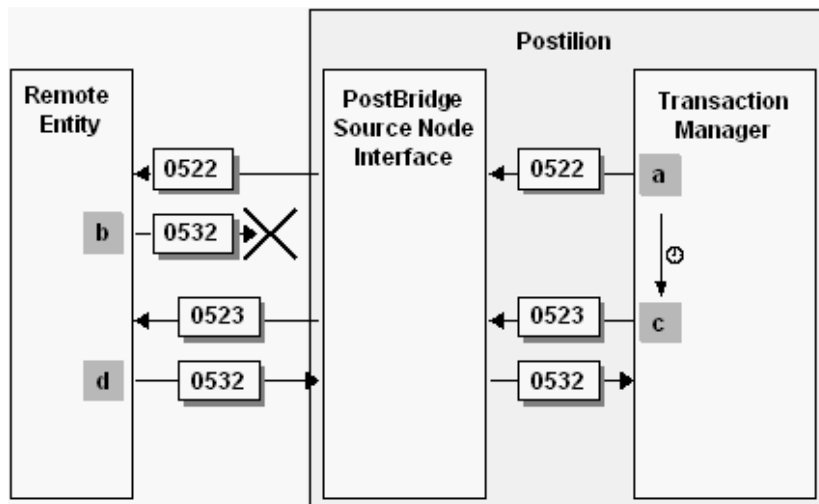 Postilion
Remote
Entity
PostBridge
Source Node
Interface
Transaction
Manager
0522
0522
a
b
0532
0523
0523
c
d
0532
0532